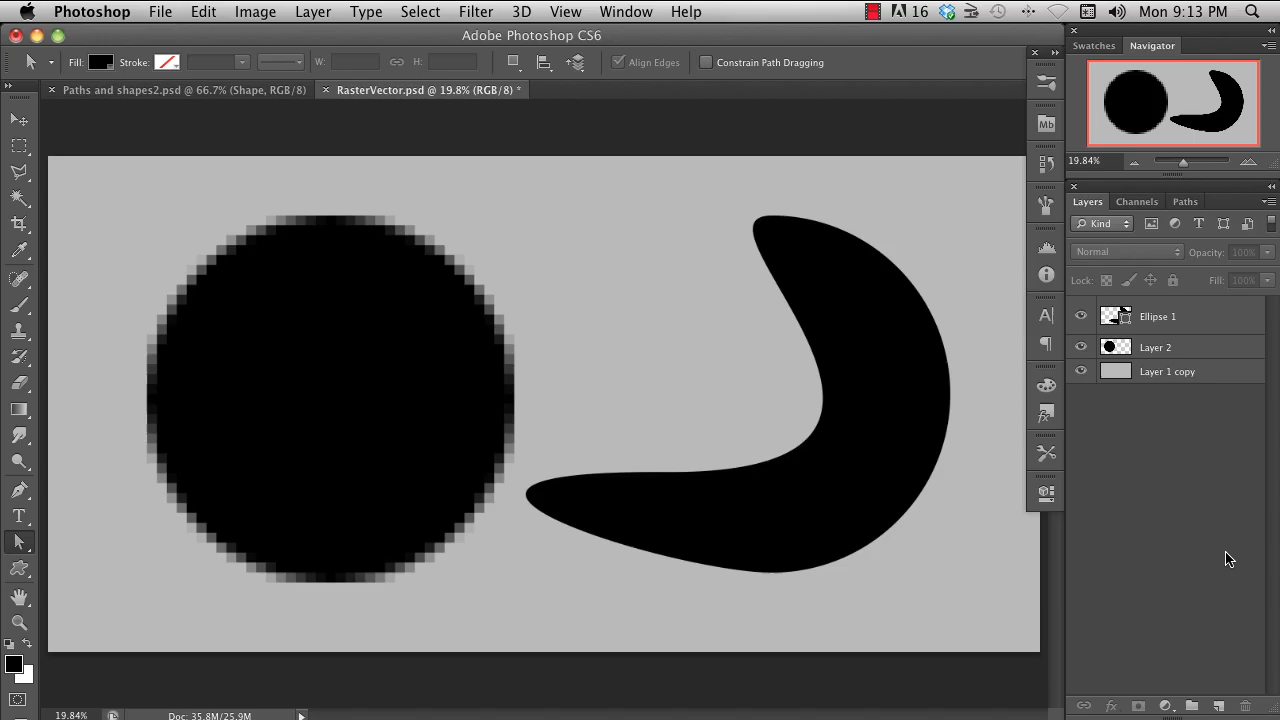 Photoshop File Edit Image Layer Type Select Filter 3D View Window Help 16 Mon 9:13 PM
Adobe Photoshop CS6
Fill: Stroke: W: H: Align Edges Constrain Path Dragging
Paths and shapes2.psd @ 66.7% (Shape, RGB/8) RasterVector.psd @ 19.8% (RGB/8) *
Swatches Navigator
Mb
19.84%
Layers Channels Paths
Kind
Normal Opacity: 100%
Lock: Fill: 100%
Ellipse 1
Layer 2
Layer 1 copy
19.84% Doc: 35.8M/25.9M